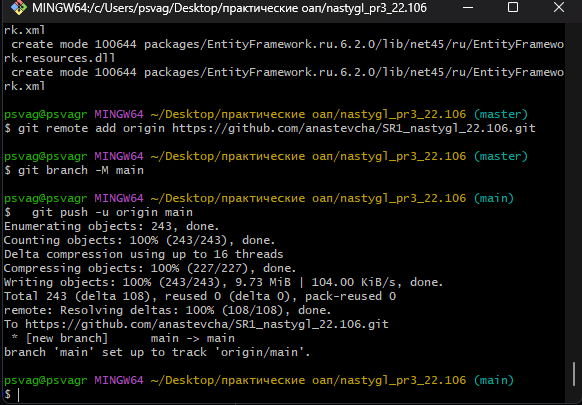 MINGW64:/c/Users/psvag/Desktop/практические оап/nastygl_pr3_22.106
rk.xml
 create mode 100644 packages/EntityFramework.ru.6.2.0/lib/net45/ru/EntityFramewo
rk.resources.dll
 create mode 100644 packages/EntityFramework.ru.6.2.0/lib/net45/ru/EntityFramewo
rk.xml
psvag@psvagr MINGW64 ~/Desktop/практические оап/nastygl_pr3_22.106 (master)
$ git remote add origin https://github.com/anastevcha/SR1_nastygl_22.106.git
psvag@psvagr MINGW64 ~/Desktop/практические оап/nastygl_pr3_22.106 (master)
$ git branch -M main
psvag@psvagr MINGW64 ~/Desktop/практические оап/nastygl_pr3_22.106 (main)
$   git push -u origin main
Enumerating objects: 243, done.
Counting objects: 100% (243/243), done.
Delta compression using up to 16 threads
Compressing objects: 100% (227/227), done.
Writing objects: 100% (243/243), 9.73 MiB | 104.00 KiB/s, done.
Total 243 (delta 108), reused 0 (delta 0), pack-reused 0
remote: Resolving deltas: 100% (108/108), done.
To https://github.com/anastevcha/SR1_nastygl_22.106.git
 * [new branch]      main -> main
branch 'main' set up to track 'origin/main'.
psvag@psvagr MINGW64 ~/Desktop/практические оап/nastygl_pr3_22.106 (main)
$